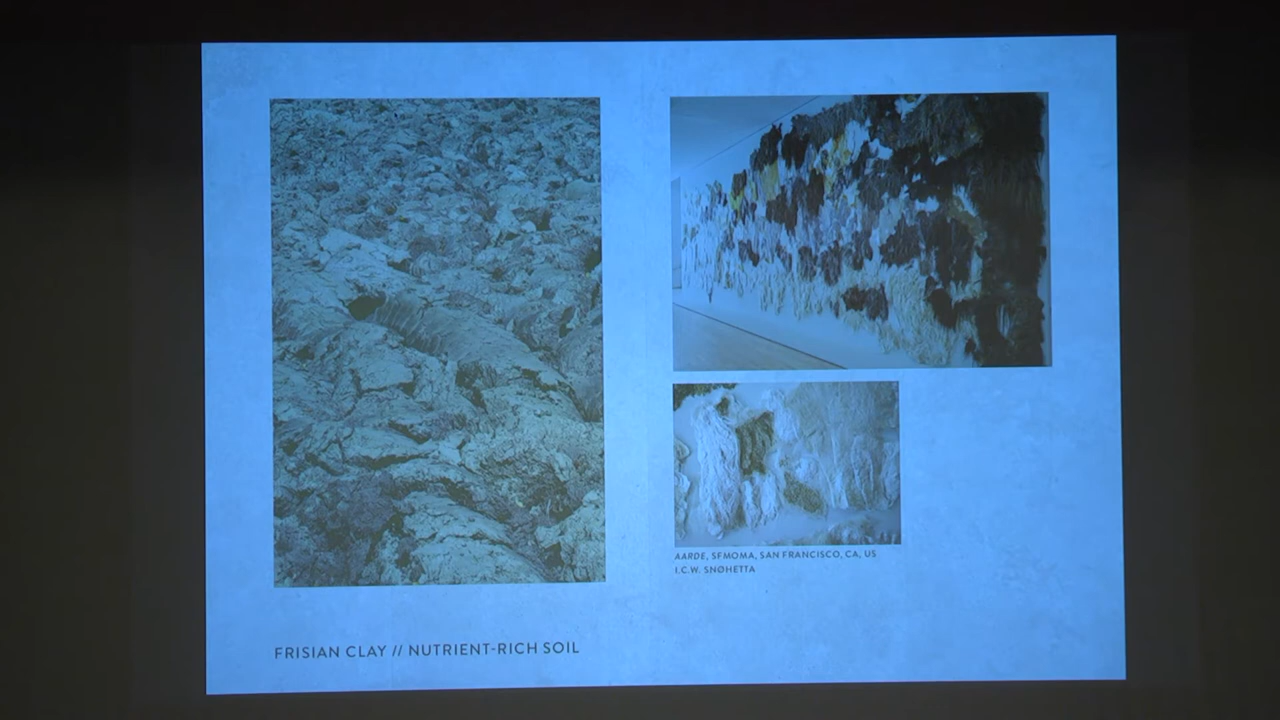 AARDE, SFMOMA, SAN FRANCISCO, CA, US
I.C.W. SNØHETTA
FRISIAN CLAY // NUTRIENT-RICH SOIL